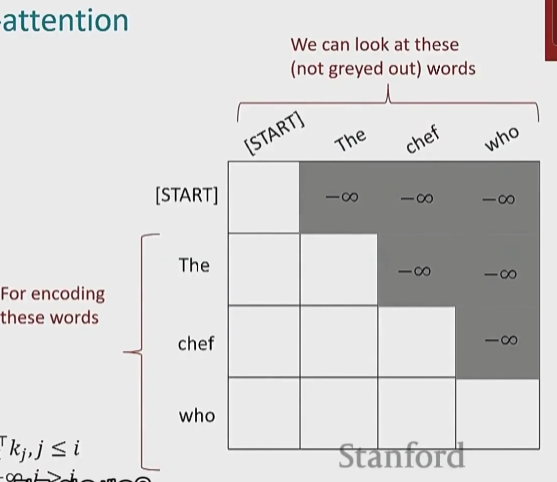 -attention
We can look at these
(not greyed out) words
[START] The chef who
[START] −∞ −∞ −∞
The −∞ −∞
For encoding
these words
chef −∞
who
⊤kⱼ, j ≤ i
Stanford